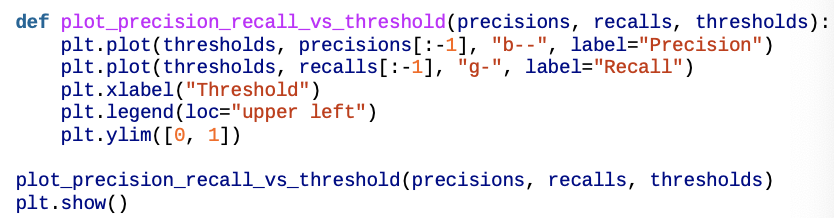 def plot_precision_recall_vs_threshold(precisions, recalls, thresholds):
    plt.plot(thresholds, precisions[:-1], "b--", label="Precision")
    plt.plot(thresholds, recalls[:-1], "g-", label="Recall")
    plt.xlabel("Threshold")
    plt.legend(loc="upper left")
    plt.ylim([0, 1])

plot_precision_recall_vs_threshold(precisions, recalls, thresholds)
plt.show()